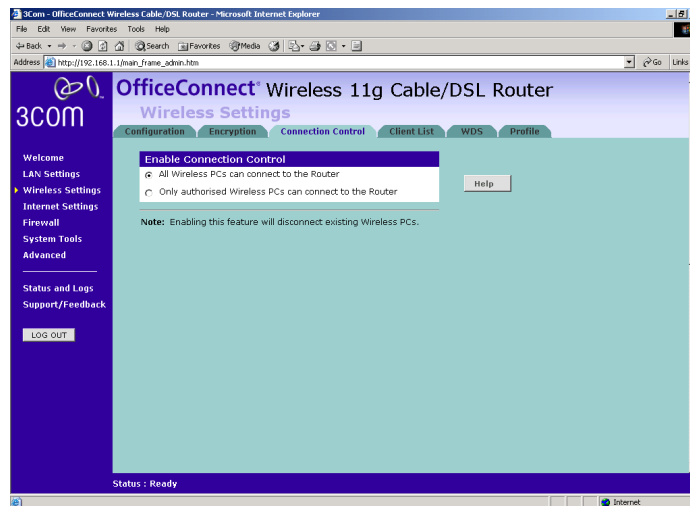 3Com - OfficeConnect Wireless Cable/DSL Router - Microsoft Internet Explorer
File Edit View Favorites Tools Help
Back Search Favorites Media
Address http://192.168.1.1/main_frame_admin.htm Go Links
3COM
OfficeConnect® Wireless 11g Cable/DSL Router
Wireless Settings
Configuration Encryption Connection Control Client List WDS Profile
Welcome
LAN Settings
Wireless Settings
Internet Settings
Firewall
System Tools
Advanced
Status and Logs
Support/Feedback
LOG OUT
Enable Connection Control
All Wireless PCs can connect to the Router
Only authorised Wireless PCs can connect to the Router
Help
Note: Enabling this feature will disconnect existing Wireless PCs.
Status : Ready
Internet